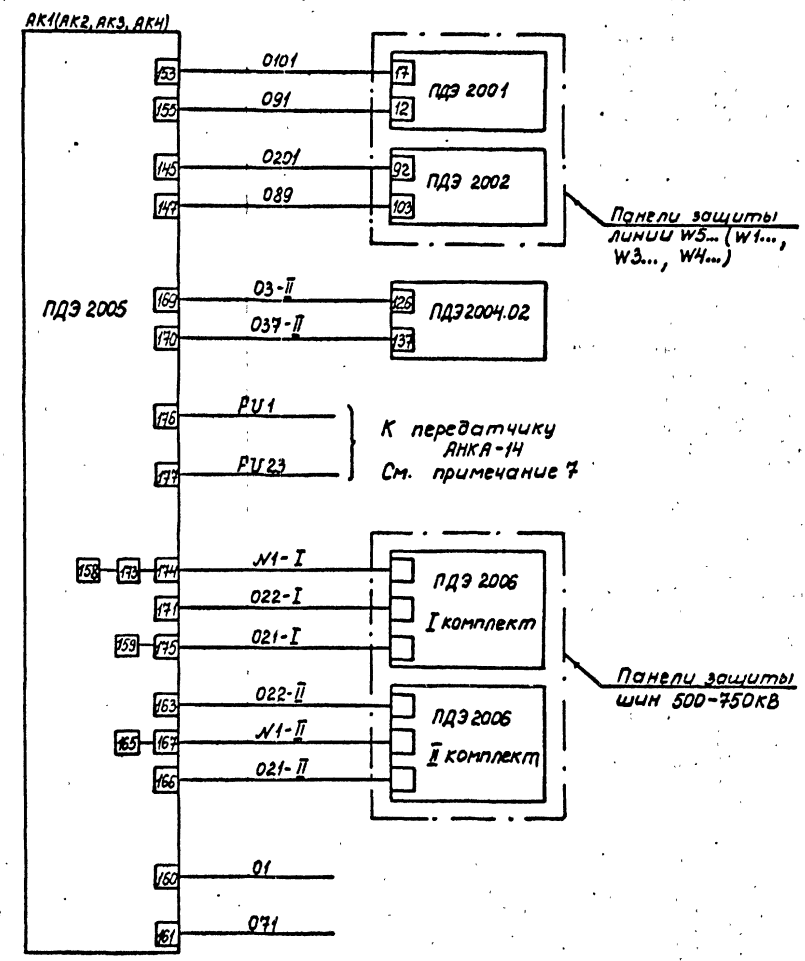 АК1(АК2, АК3, АК4)
153 0101 17 ПДЭ 2001
155 091 12
145 0201 92 ПДЭ 2002
147 089 103
Панели защиты
линии W5... (W1...,
W3..., W4...)
ПДЭ 2005
169 03-II 126 ПДЭ2004.02
170 037-II 137
176 PU1
К передатчику
АНКА-14
177 PU23
См. примечание 7
158 173 174 N1-I ПДЭ 2006
171 022-I I комплект
159 175 021-I
Панели защиты
шин 500-750кВ
163 022-II ПДЭ 2006
165 167 N1-II II комплект
166 021-II
160 01
161 071